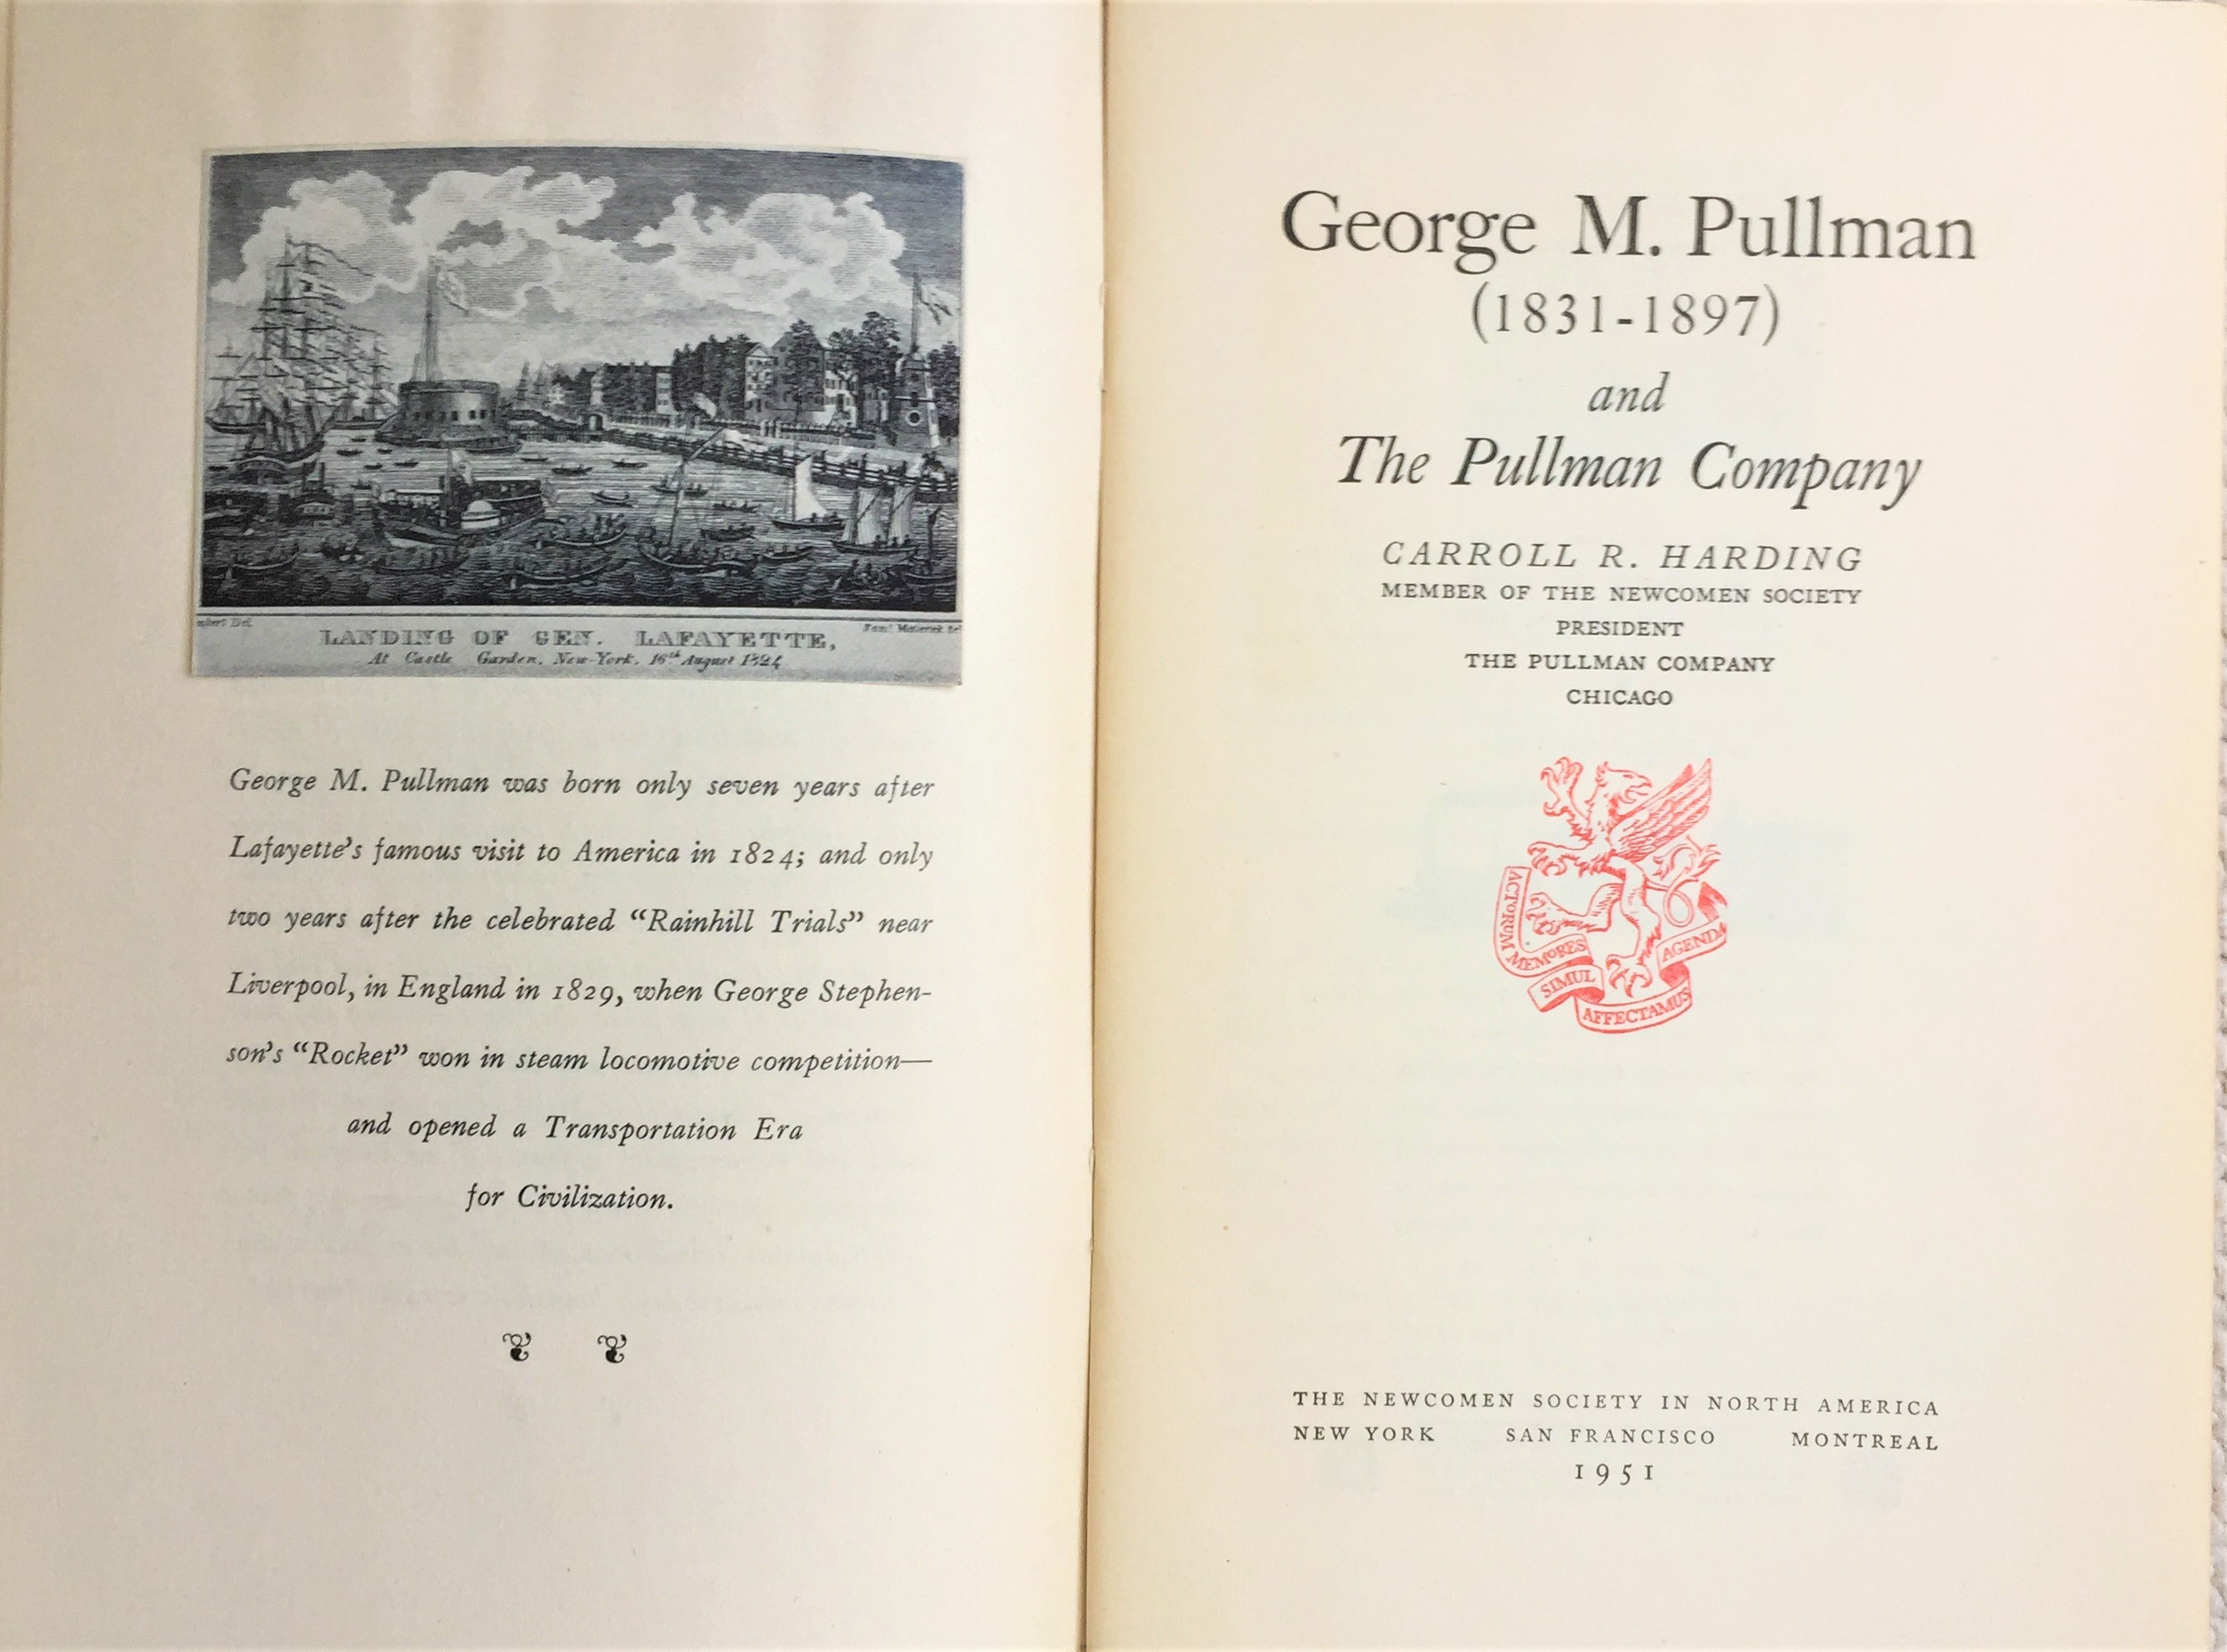 LANDING OF GEN. LAFAYETTE,
At Castle Garden, New-York, 16th August 1824
George M. Pullman was born only seven years after
Lafayette's famous visit to America in 1824; and only
two years after the celebrated “Rainhill Trials” near
Liverpool, in England in 1829, when George Stephen-
son's “Rocket” won in steam locomotive competition—
and opened a Transportation Era
for Civilization.
George M. Pullman
(1831-1897)
and
The Pullman Company
CARROLL R. HARDING
MEMBER OF THE NEWCOMEN SOCIETY
PRESIDENT
THE PULLMAN COMPANY
CHICAGO
ACTORUM
MEMORES
SIMUL
AFFECTAMUS
AGENDA
THE NEWCOMEN SOCIETY IN NORTH AMERICA
NEW YORK SAN FRANCISCO MONTREAL
1951